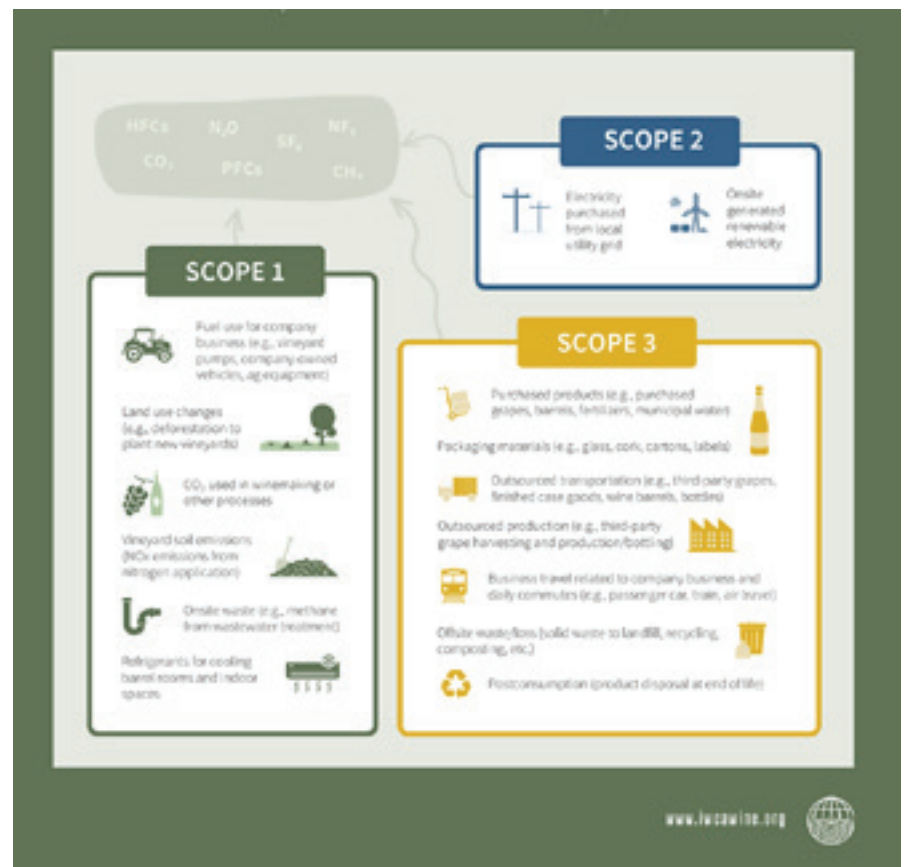 HFCs N₂O SF₆ NF₃
CO₂ PFCs CH₄
SCOPE 2
Electricity
purchased
from local
utility grid
Onsite
generated
renewable
electricity
SCOPE 1
Fuel use for company
business (e.g., vineyard
pumps, company-owned
vehicles, ag equipment)
Land use changes
(e.g., deforestation to
plant new vineyards)
CO₂ used in winemaking or
other processes
Vineyard soil emissions
(NOx emissions from
nitrogen application)
Onsite waste (e.g., methane
from wastewater treatment)
Refrigerants for cooling
barrel rooms and indoor
spaces
SCOPE 3
Purchased products (e.g., purchased
grapes, barrels, fertilizers, municipal water)
Packaging materials (e.g., glass, cork, cartons, labels)
Outsourced transportation (e.g., third-party grapes,
finished case goods, wine barrels, bottles)
Outsourced production (e.g., third-party
grape harvesting and production/bottling)
Business travel related to company business and
daily commutes (e.g., passenger car, train, air travel)
Offsite waste/loss (solid waste to landfill, recycling,
composting, etc.)
Postconsumption (product disposal at end of life)
www.iwcawine.org